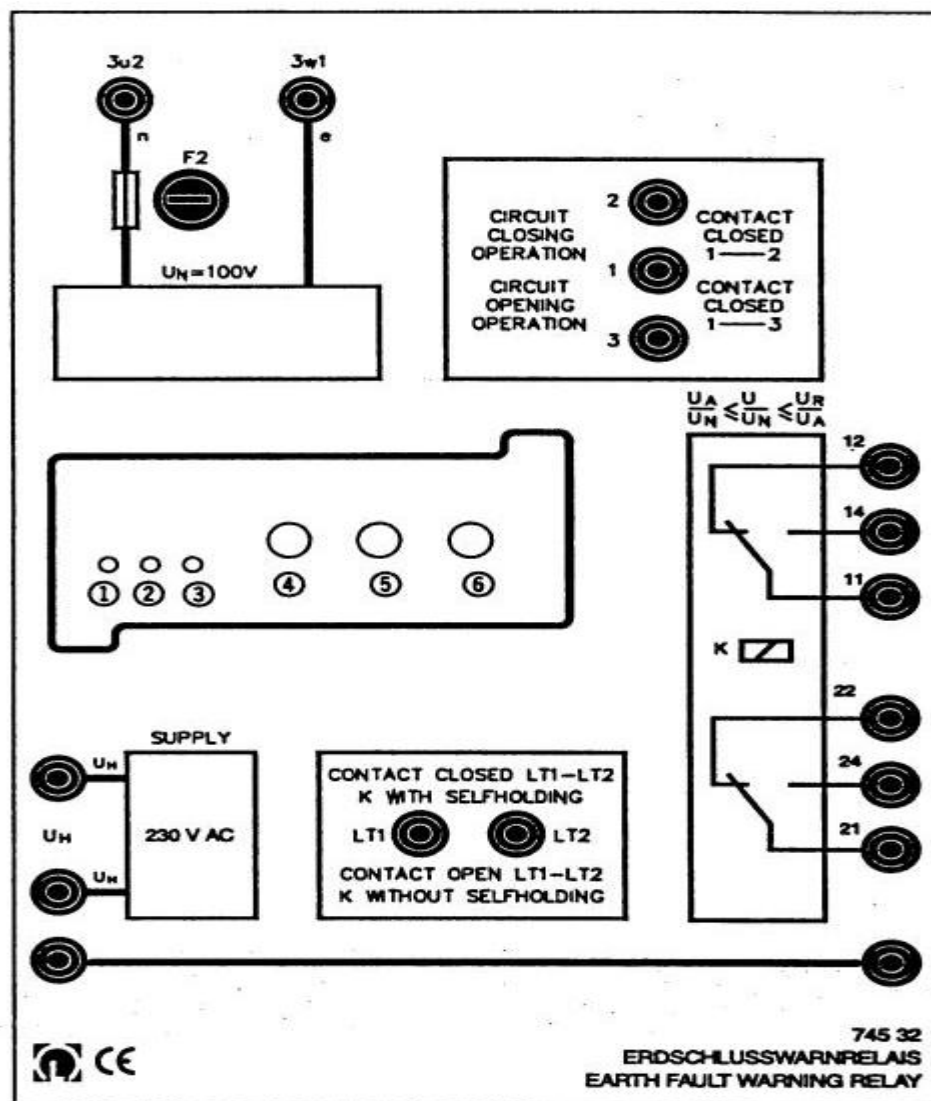 3u2
3w1
n
e
F2
UN=100V
CIRCUIT CLOSING OPERATION
2
CONTACT CLOSED 1—2
1
CIRCUIT OPENING OPERATION
3
CONTACT CLOSED 1—3
UA/UN ≤ U/UN ≤ UR/UA
12
14
11
K
22
24
21
① ② ③ ④ ⑤ ⑥
SUPPLY
UH
UH
230 V AC
UH
CONTACT CLOSED LT1-LT2
K WITH SELFHOLDING
LT1 LT2
CONTACT OPEN LT1-LT2
K WITHOUT SELFHOLDING
L CE
745 32
ERDSCHLUSSWARNRELAIS
EARTH FAULT WARNING RELAY